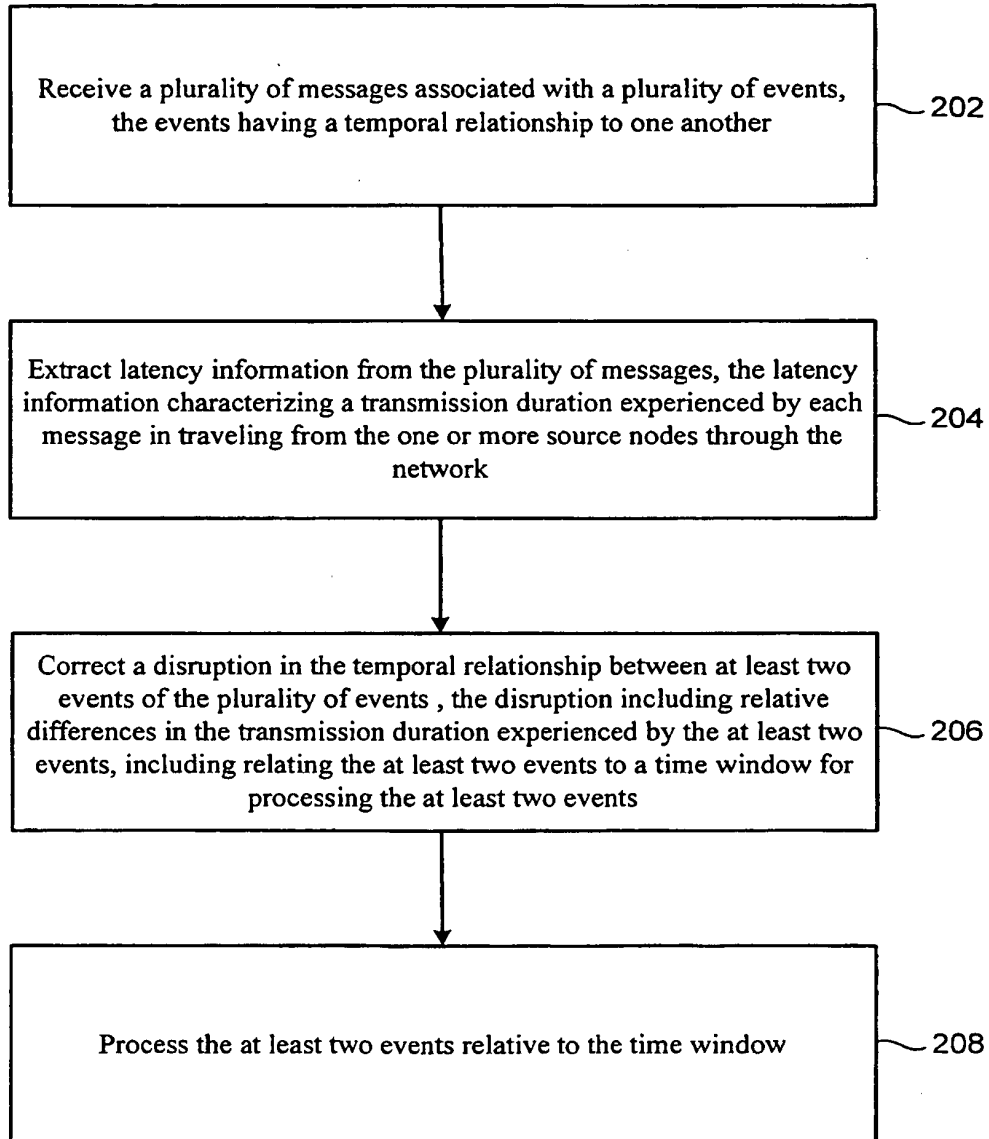 Receive a plurality of messages associated with a plurality of events,
the events having a temporal relationship to one another
202
Extract latency information from the plurality of messages, the latency
information characterizing a transmission duration experienced by each
message in traveling from the one or more source nodes through the
network
204
Correct a disruption in the temporal relationship between at least two
events of the plurality of events , the disruption including relative
differences in the transmission duration experienced by the at least two
events, including relating the at least two events to a time window for
processing the at least two events
206
Process the at least two events relative to the time window
208